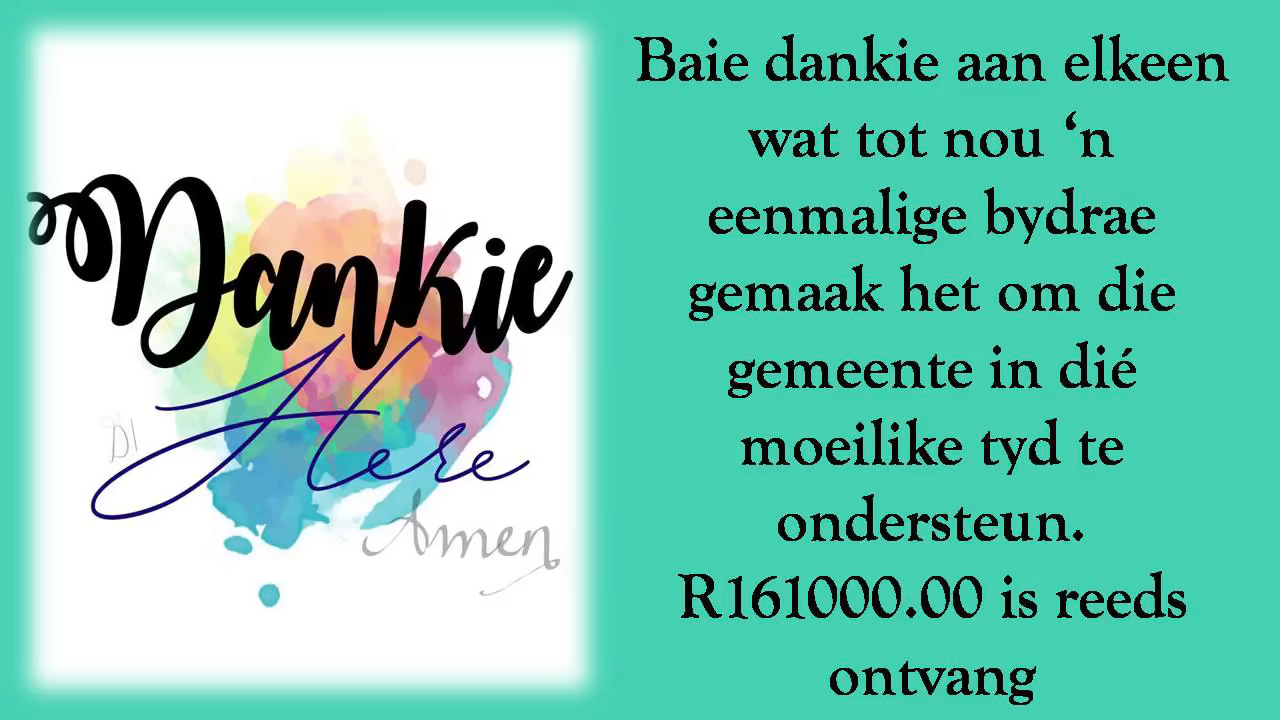 Dankie
Here
DI
Amen
Baie dankie aan elkeen
wat tot nou ‘n
eenmalige bydrae
gemaak het om die
gemeente in dié
moeilike tyd te
ondersteun.
R161000.00 is reeds
ontvang